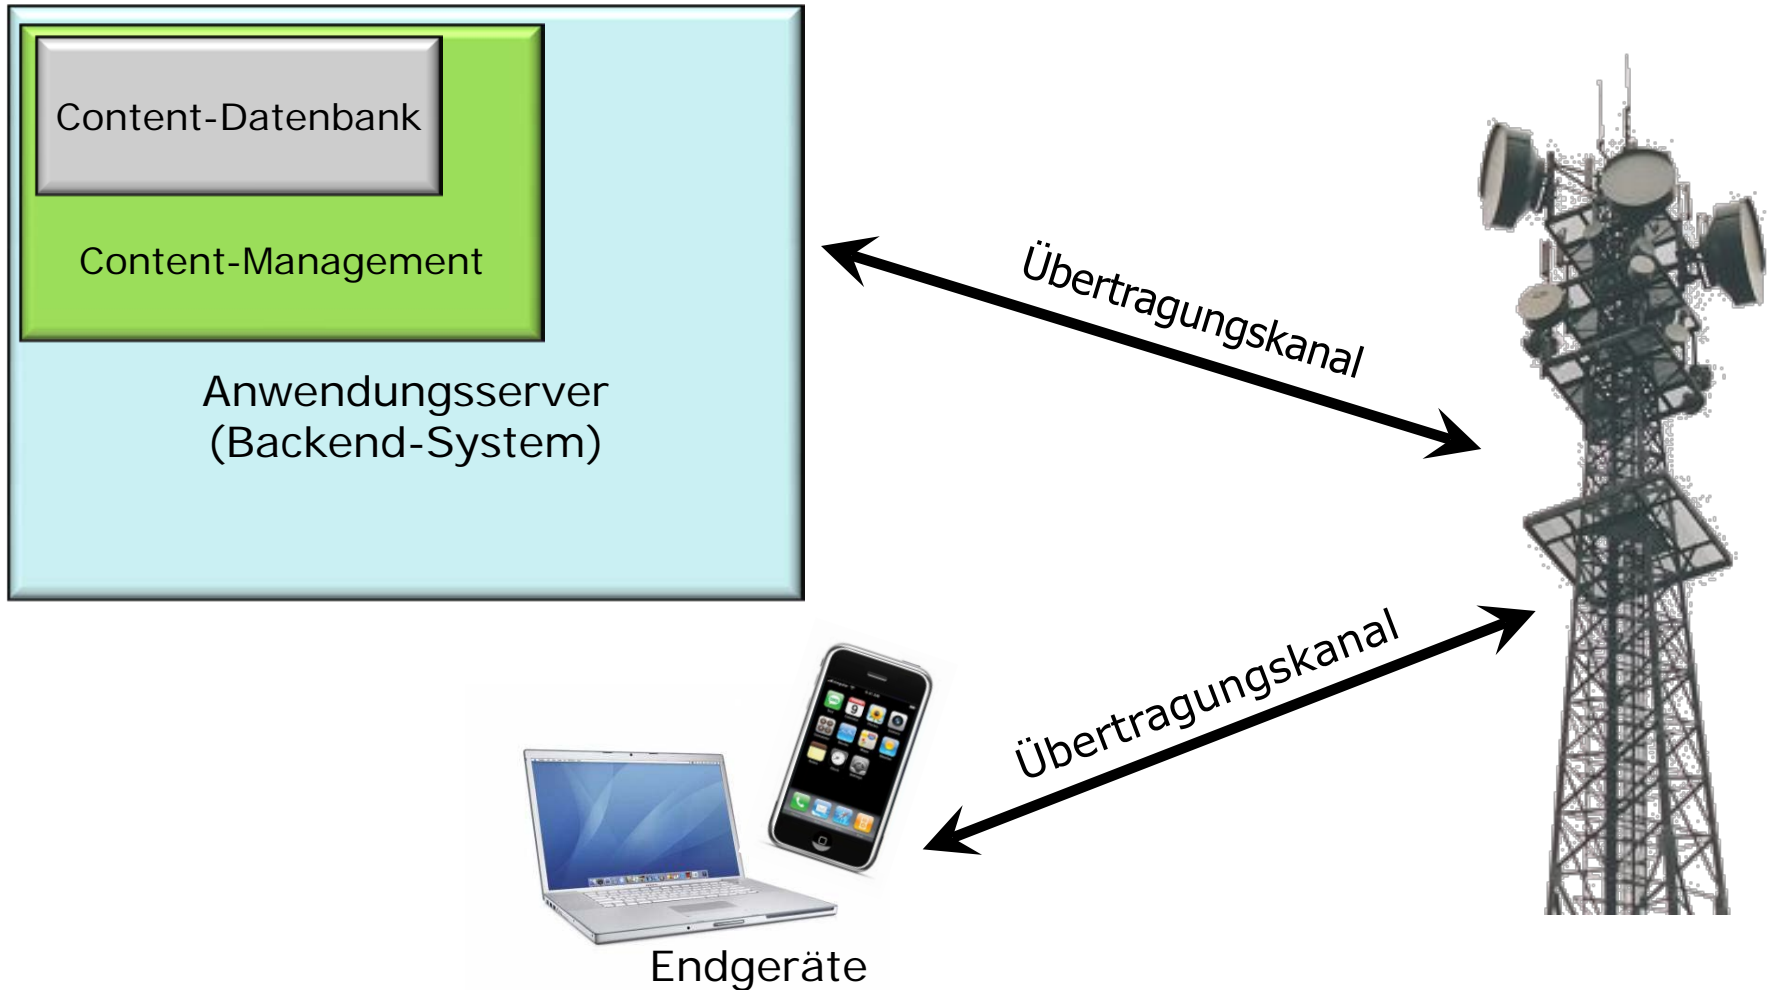 Content-Datenbank
Content-Management
Anwendungsserver
(Backend-System)
Übertragungskanal
Übertragungskanal
Endgeräte